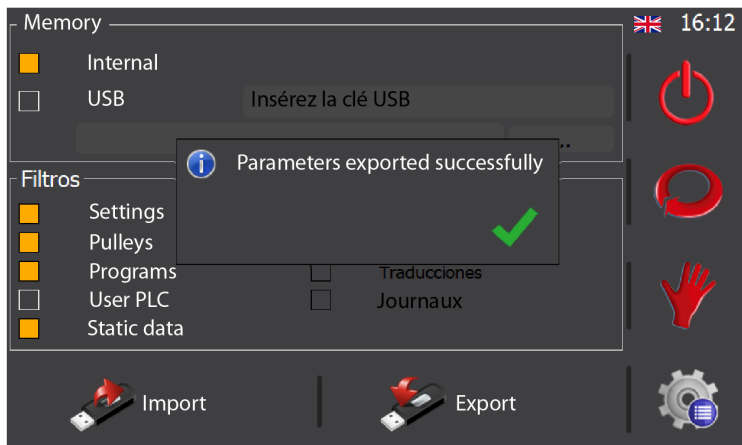 Memory
16:12
Internal
USB
Insérez la clé USB
..
Parameters exported successfully
Filtros
Settings
Pulleys
Programs
Traducciones
User PLC
Journaux
Static data
Import
Export